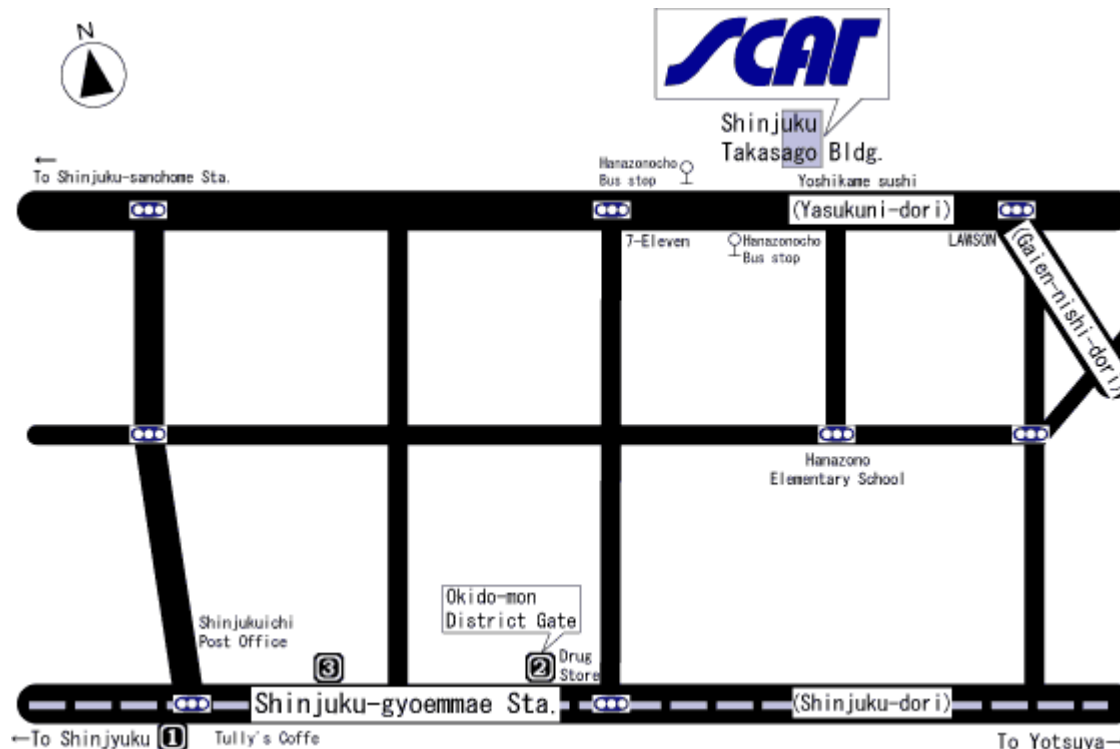 N
SCAT
Shinjuku
Takasago Bldg.
←
To Shinjuku-sanchome Sta.
Hanazonocho
Bus stop
Yoshikame sushi
(Yasukuni-dori)
7-Eleven
Hanazonocho
Bus stop
LAWSON
(Gaien-nishi-dori)
Hanazono
Elementary School
Okido-mon
District Gate
Shinjukuichi
Post Office
3
2
Drug
Store
Shinjuku-gyoemmae Sta.
(Shinjuku-dori)
←To Shinjyuku
1
Tully's Coffe
To Yotsuya→